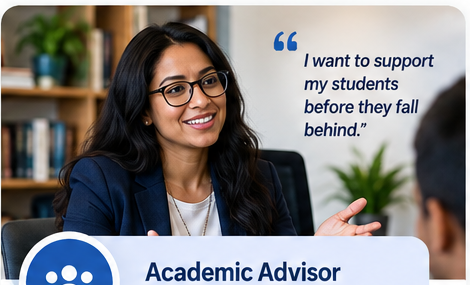 “
I want to support
my students
before they fall
behind.”
Academic Advisor